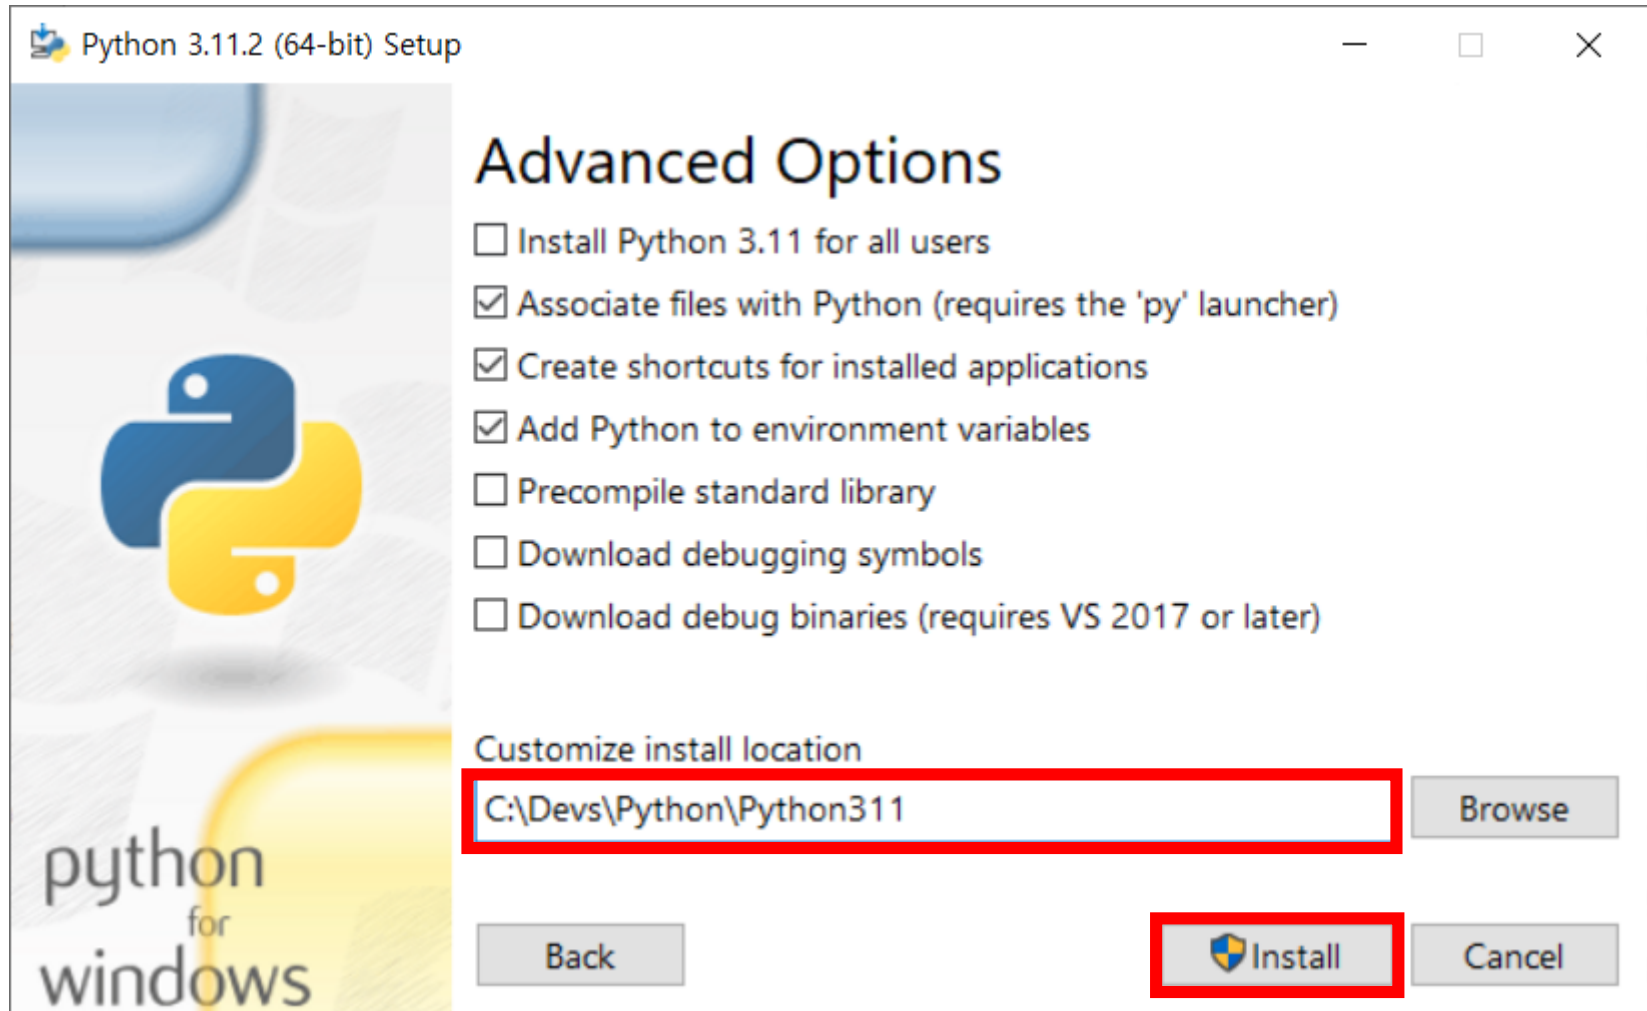 Python 3.11.2 (64-bit) Setup
Advanced Options
Install Python 3.11 for all users
Associate files with Python (requires the 'py' launcher)
Create shortcuts for installed applications
Add Python to environment variables
Precompile standard library
Download debugging symbols
Download debug binaries (requires VS 2017 or later)
Customize install location
C:\Devs\Python\Python311
Browse
python
for
windows
Back
Install
Cancel